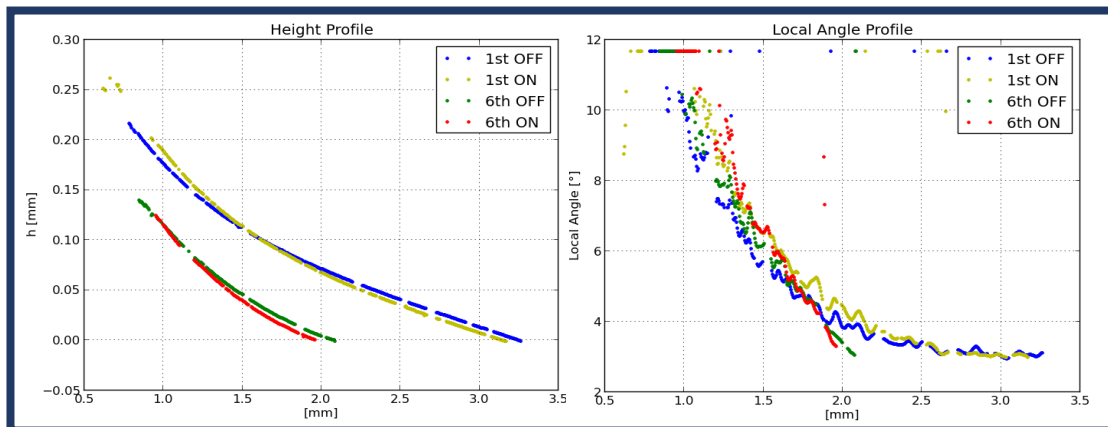 Height Profile
h [mm]
0.30
0.25
0.20
0.15
0.10
0.05
0.00
−0.05
0.5 1.0 1.5 2.0 2.5 3.0 3.5
[mm]
1st OFF
1st ON
6th OFF
6th ON
Local Angle Profile
Local Angle [°]
12
10
8
6
4
2
0.5 1.0 1.5 2.0 2.5 3.0 3.5
[mm]
1st OFF
1st ON
6th OFF
6th ON